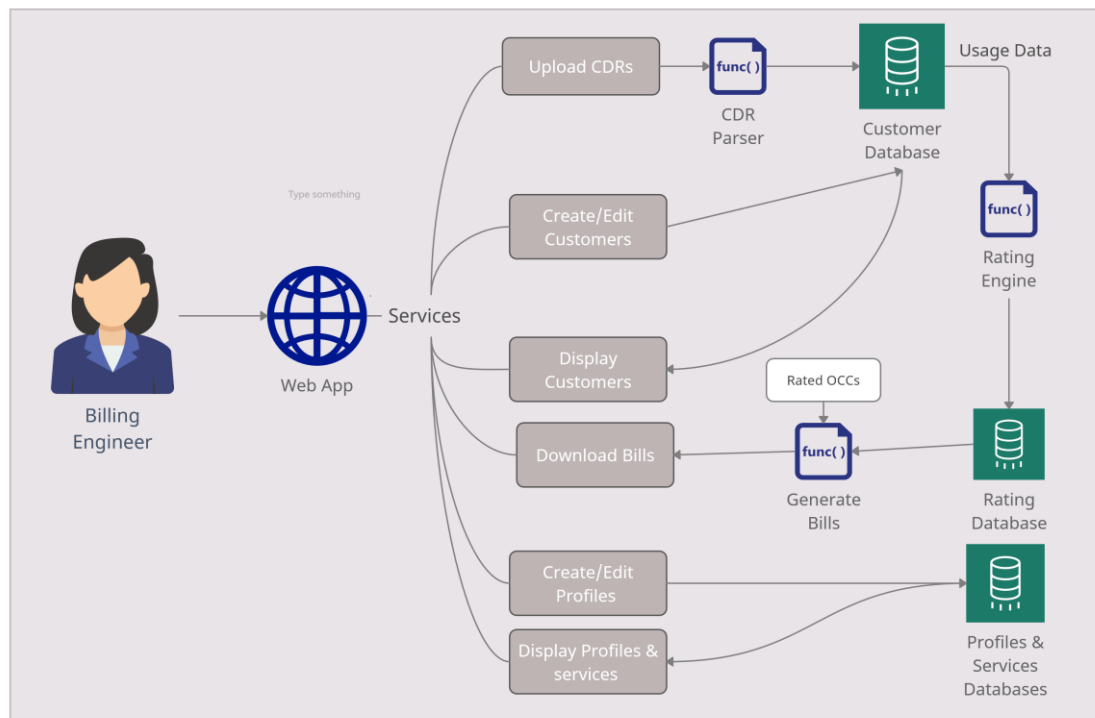 Upload CDRs
func( )
CDR
Parser
Customer
Database
Usage Data
func( )
Rating
Engine
Type something
Create/Edit
Customers
Billing
Engineer
Web App
Services
Display
Customers
Rated OCCs
Download Bills
func( )
Generate
Bills
Rating
Database
Create/Edit
Profiles
Display Profiles &
services
Profiles &
Services
Databases